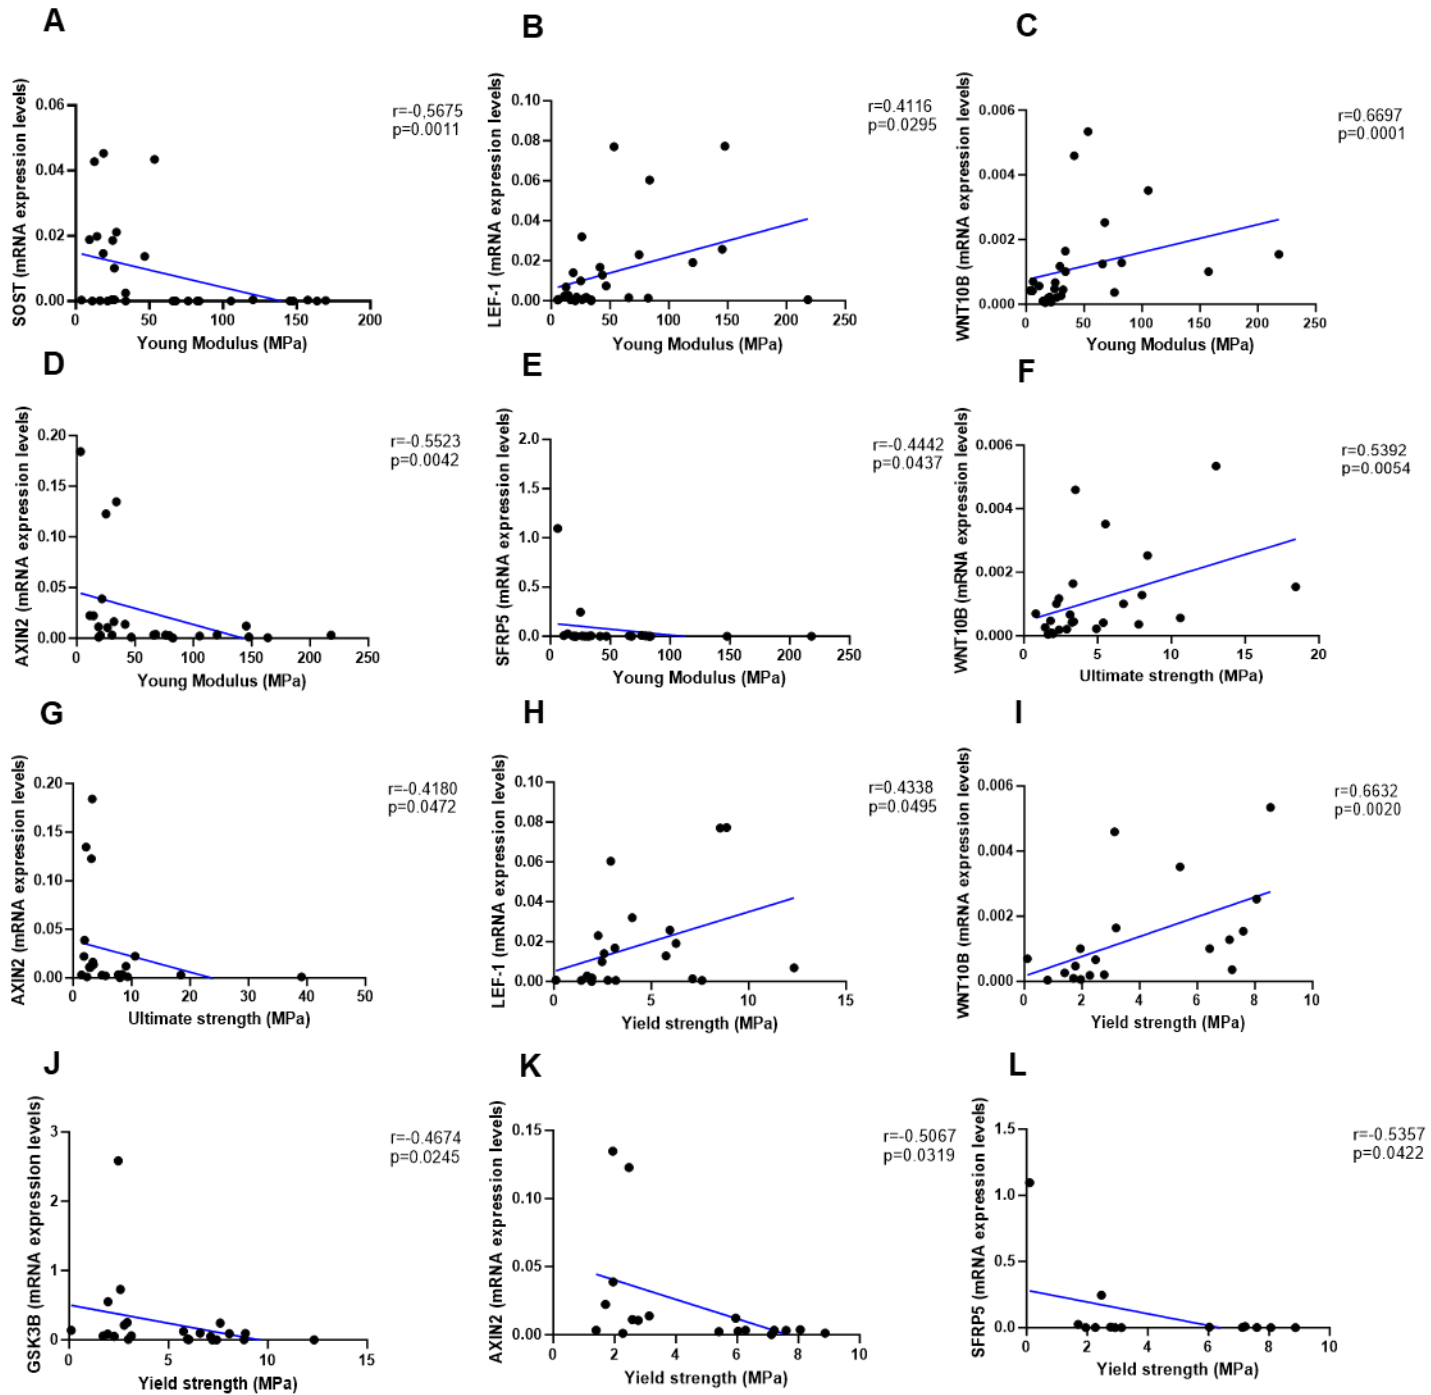 A
B
C
SOST (mRNA expression levels)
0.06
0.04
0.02
0.00
0
50
100
150
200
Young Modulus (MPa)
r=-0,5675
p=0.0011
LEF-1 (mRNA expression levels)
0.10
0.08
0.06
0.04
0.02
0.00
0
50
100
150
200
250
Young Modulus (MPa)
r=0.4116
p=0.0295
WNT10B (mRNA expression levels)
0.006
0.004
0.002
0.000
0
50
100
150
200
250
Young Modulus (MPa)
r=0.6697
p=0.0001
D
E
F
AXIN2 (mRNA expression levels)
0.20
0.15
0.10
0.05
0.00
0
50
100
150
200
250
Young Modulus (MPa)
r=-0.5523
p=0.0042
SFRP5 (mRNA expression levels)
2.0
1.5
1.0
0.5
0.0
0
50
100
150
200
250
Young Modulus (MPa)
r=-0.4442
p=0.0437
WNT10B (mRNA expression levels)
0.006
0.004
0.002
0.000
0
5
10
15
20
Ultimate strength (MPa)
r=0.5392
p=0.0054
G
H
I
AXIN2 (mRNA expression levels)
0.20
0.15
0.10
0.05
0.00
0
10
20
30
40
50
Ultimate strength (MPa)
r=-0.4180
p=0.0472
LEF-1 (mRNA expression levels)
0.10
0.08
0.06
0.04
0.02
0.00
0
5
10
15
Yield strength (MPa)
r=0.4338
p=0.0495
WNT10B (mRNA expression levels)
0.006
0.004
0.002
0.000
0
2
4
6
8
10
Yield strength (MPa)
r=0.6632
p=0.0020
J
K
L
GSK3B (mRNA expression levels)
3
2
1
0
0
5
10
15
Yield strength (MPa)
r=-0.4674
p=0.0245
AXIN2 (mRNA expression levels)
0.15
0.10
0.05
0.00
0
2
4
6
8
10
Yield strength (MPa)
r=-0.5067
p=0.0319
SFRP5 (mRNA expression levels)
1.5
1.0
0.5
0.0
0
2
4
6
8
10
Yield strength (MPa)
r=-0.5357
p=0.0422